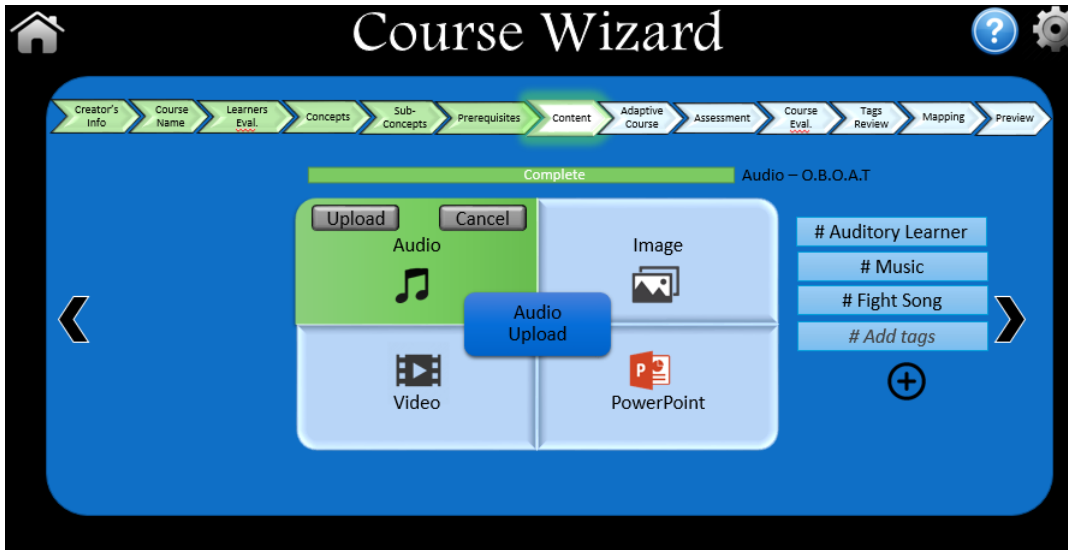 Course Wizard
?
Creator's
Info
Course
Name
Learners
Eval.
Concepts
Sub-
Concepts
Prerequisites
Content
Adaptive
Course
Assessment
Course
Eval.
Tags
Review
Mapping
Preview
Complete
Audio – O.B.O.A.T
Upload
Cancel
Audio
Image
# Auditory Learner
# Music
# Fight Song
# Add tags
Audio
Upload
Video
P
PowerPoint